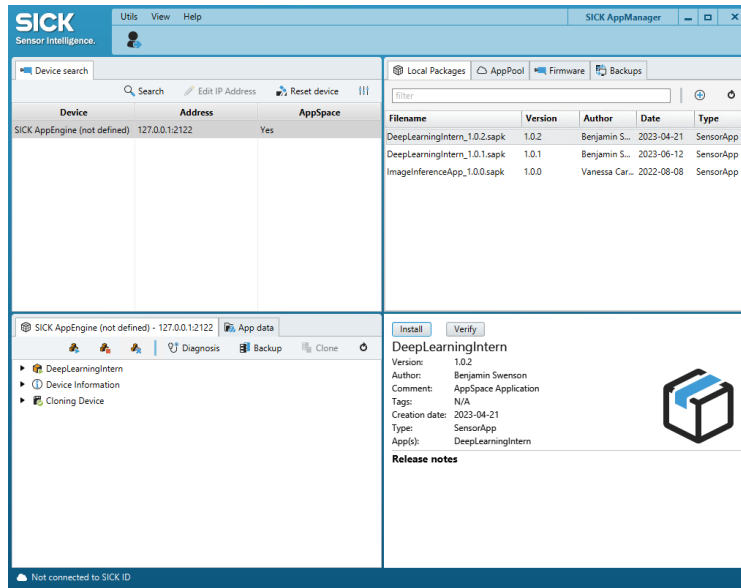 SICK
Sensor Intelligence.
Utils View Help
SICK AppManager
Device search
Search Edit IP Address Reset device
Device Address AppSpace
SICK AppEngine (not defined) 127.0.0.1:2122 Yes
Local Packages AppPool Firmware Backups
filter
Filename Version Author Date Type
DeepLearningIntern_1.0.2.sapk 1.0.2 Benjamin S... 2023-04-21 SensorApp
DeepLearningIntern_1.0.1.sapk 1.0.1 Benjamin S... 2023-06-12 SensorApp
ImageInferenceApp_1.0.0.sapk 1.0.0 Vanessa Car... 2022-08-08 SensorApp
SICK AppEngine (not defined) - 127.0.0.1:2122 App data
Diagnosis Backup Clone
DeepLearningIntern
Device Information
Cloning Device
Install Verify
DeepLearningIntern
Version: 1.0.2
Author: Benjamin Swenson
Comment: AppSpace Application
Tags: N/A
Creation date: 2023-04-21
Type: SensorApp
App(s): DeepLearningIntern
Release notes
Not connected to SICK ID